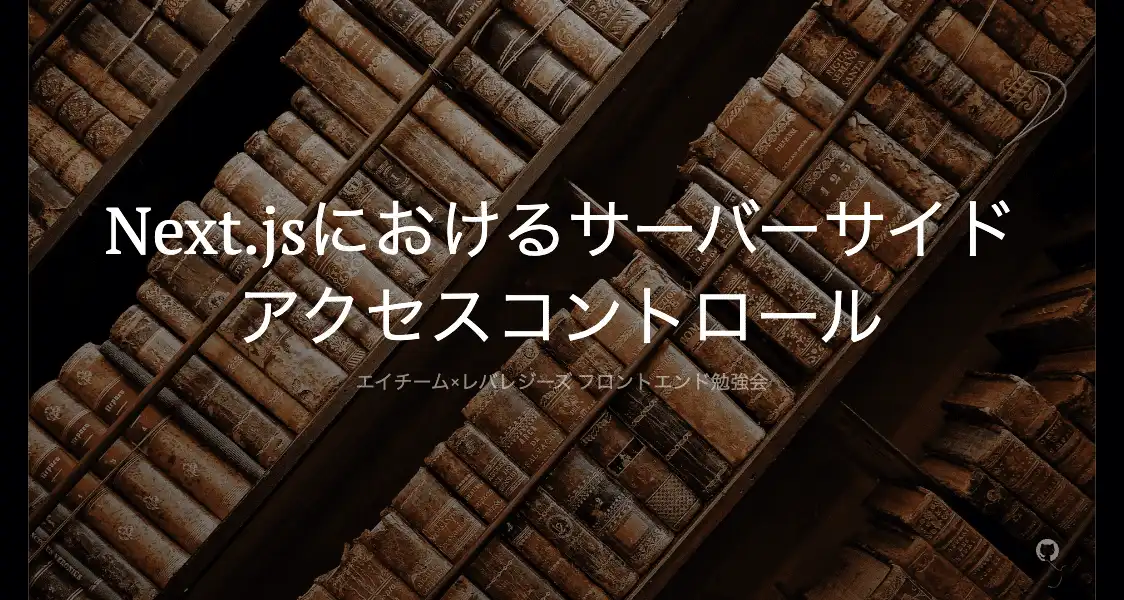 Next.jsにおけるサーバーサイド
アクセスコントロール
エイチーム×レバレジーズ フロントエンド勉強会